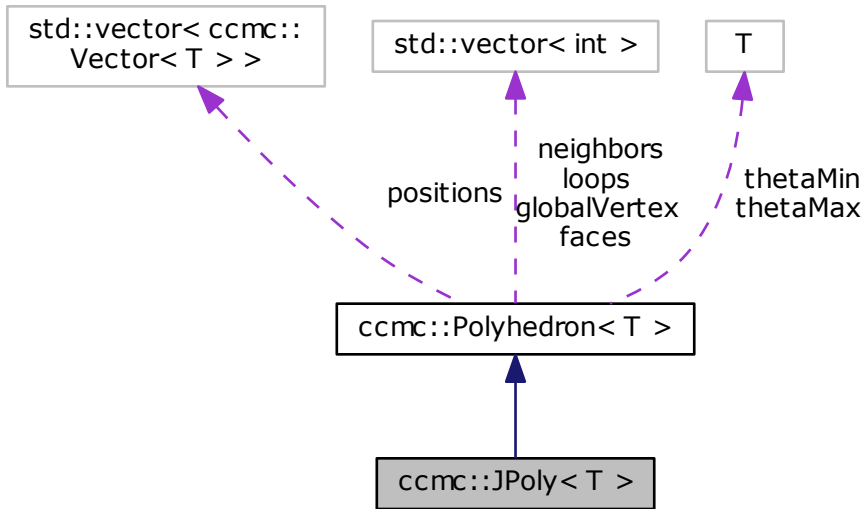 std::vector< ccmc::
Vector< T > >
std::vector< int >
T
positions
neighbors
loops
globalVertex
faces
thetaMin
thetaMax
ccmc::Polyhedron< T >
ccmc::JPoly< T >